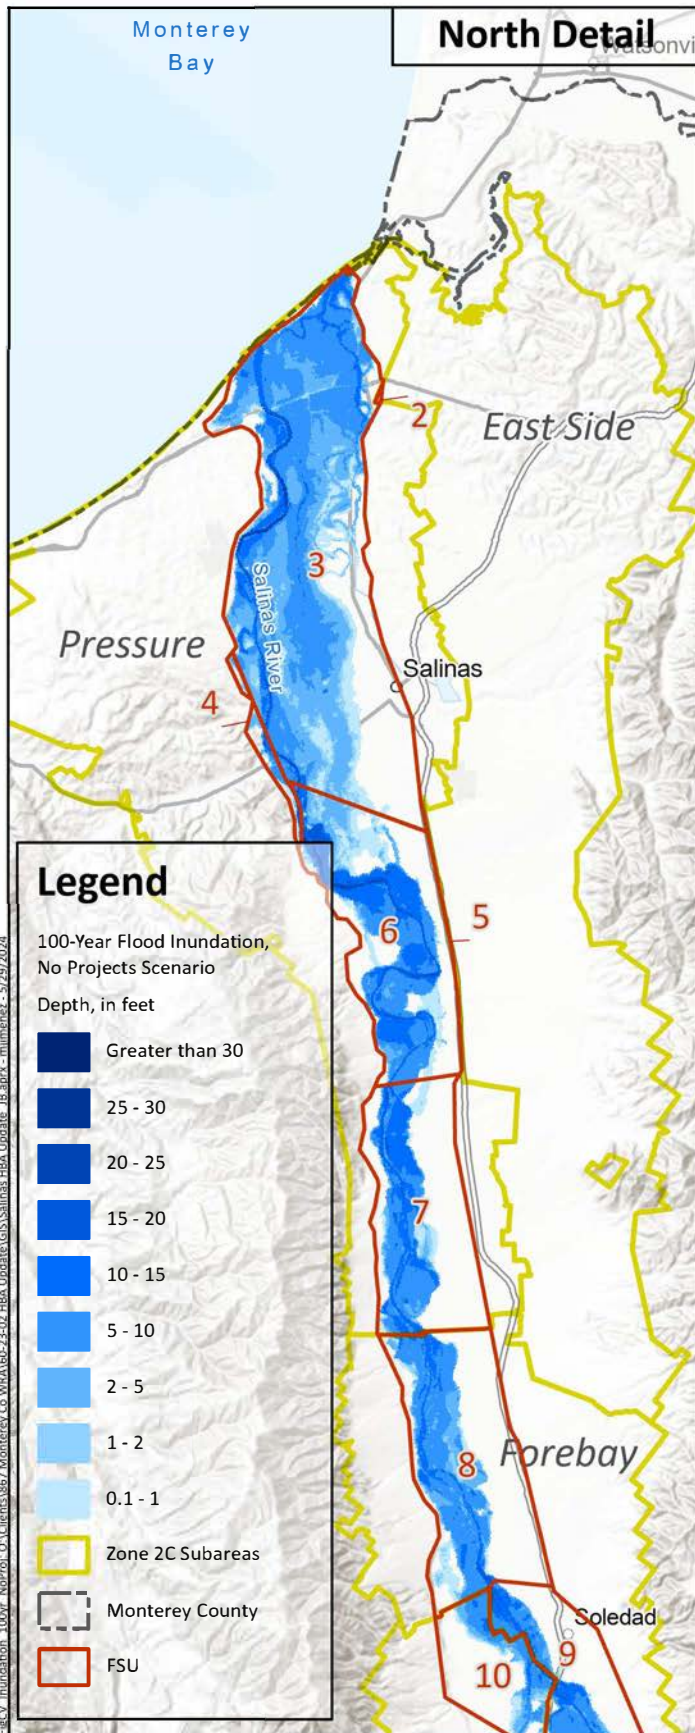 Monterey
Bay
North Detail
2
East Side
3
Salinas River
Pressure
Salinas
4
5
6
7
8
Forebay
Soledad
9
10
Legend
100-Year Flood Inundation,
No Projects Scenario
Depth, in feet
Greater than 30
25 - 30
20 - 25
15 - 20
10 - 15
5 - 10
2 - 5
1 - 2
0.1 - 1
Zone 2C Subareas
Monterey County
FSU